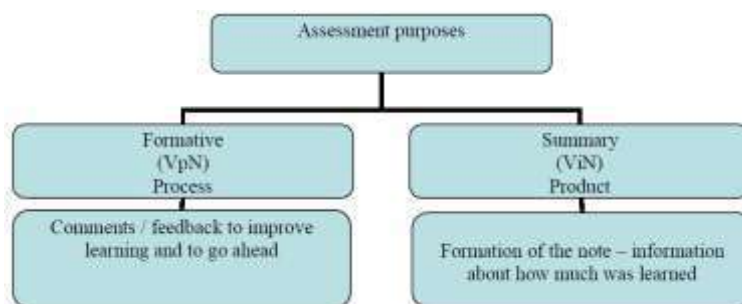 Assessment purposes
Formative
(VpN)
Process
Summary
(ViN)
Product
Comments / feedback to improve
learning and to go ahead
Formation of the note – information
about how much was learned